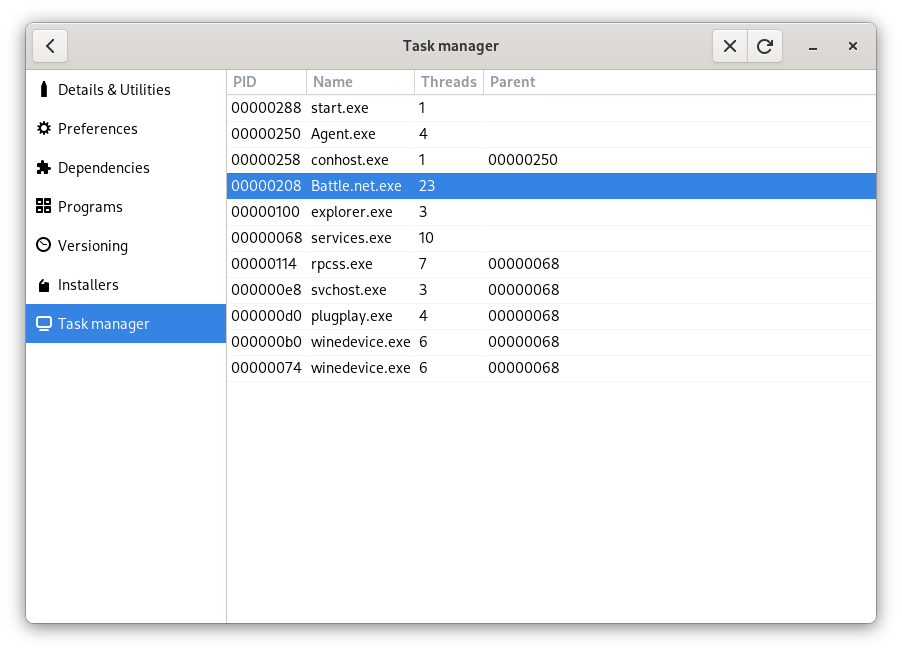 Task manager
Details & Utilities
Preferences
Dependencies
Programs
Versioning
Installers
Task manager
PID Name Threads Parent
00000288 start.exe 1
00000250 Agent.exe 4
00000258 conhost.exe 1 00000250
00000208 Battle.net.exe 23
00000100 explorer.exe 3
00000068 services.exe 10
00000114 rpcss.exe 7 00000068
000000e8 svchost.exe 3 00000068
000000d0 plugplay.exe 4 00000068
000000b0 winedevice.exe 6 00000068
00000074 winedevice.exe 6 00000068